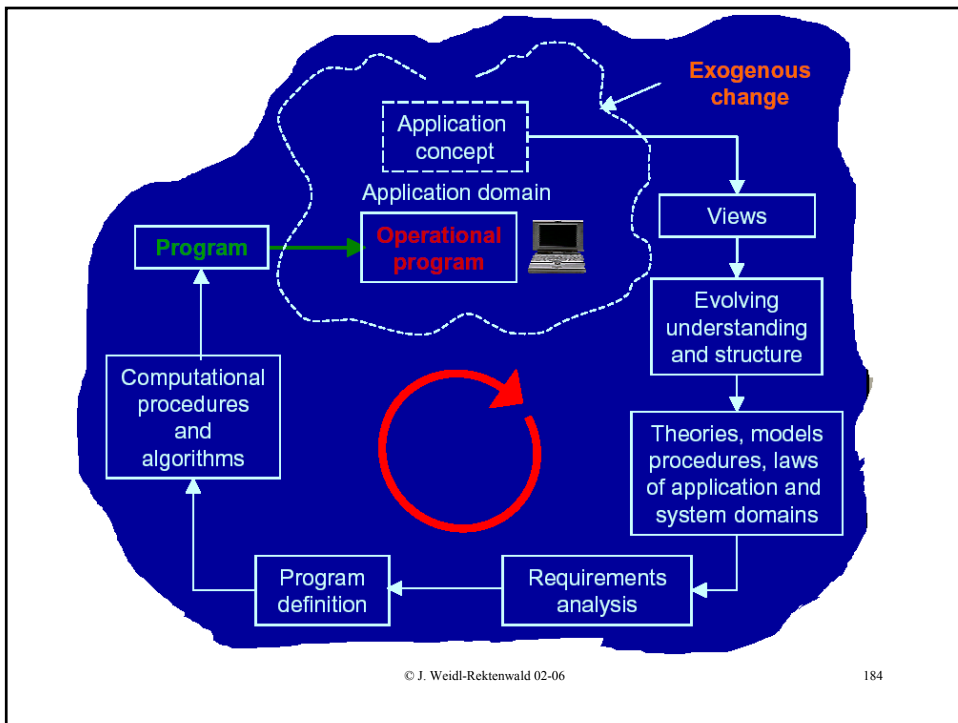 Exogenous
change
Application
concept
Application domain
Operational
program
Program
Views
Evolving
understanding
and structure
Theories, models
procedures, laws
of application and
system domains
Requirements
analysis
Program
definition
Computational
procedures
and
algorithms
© J. Weidl-Rektenwald 02-06
184